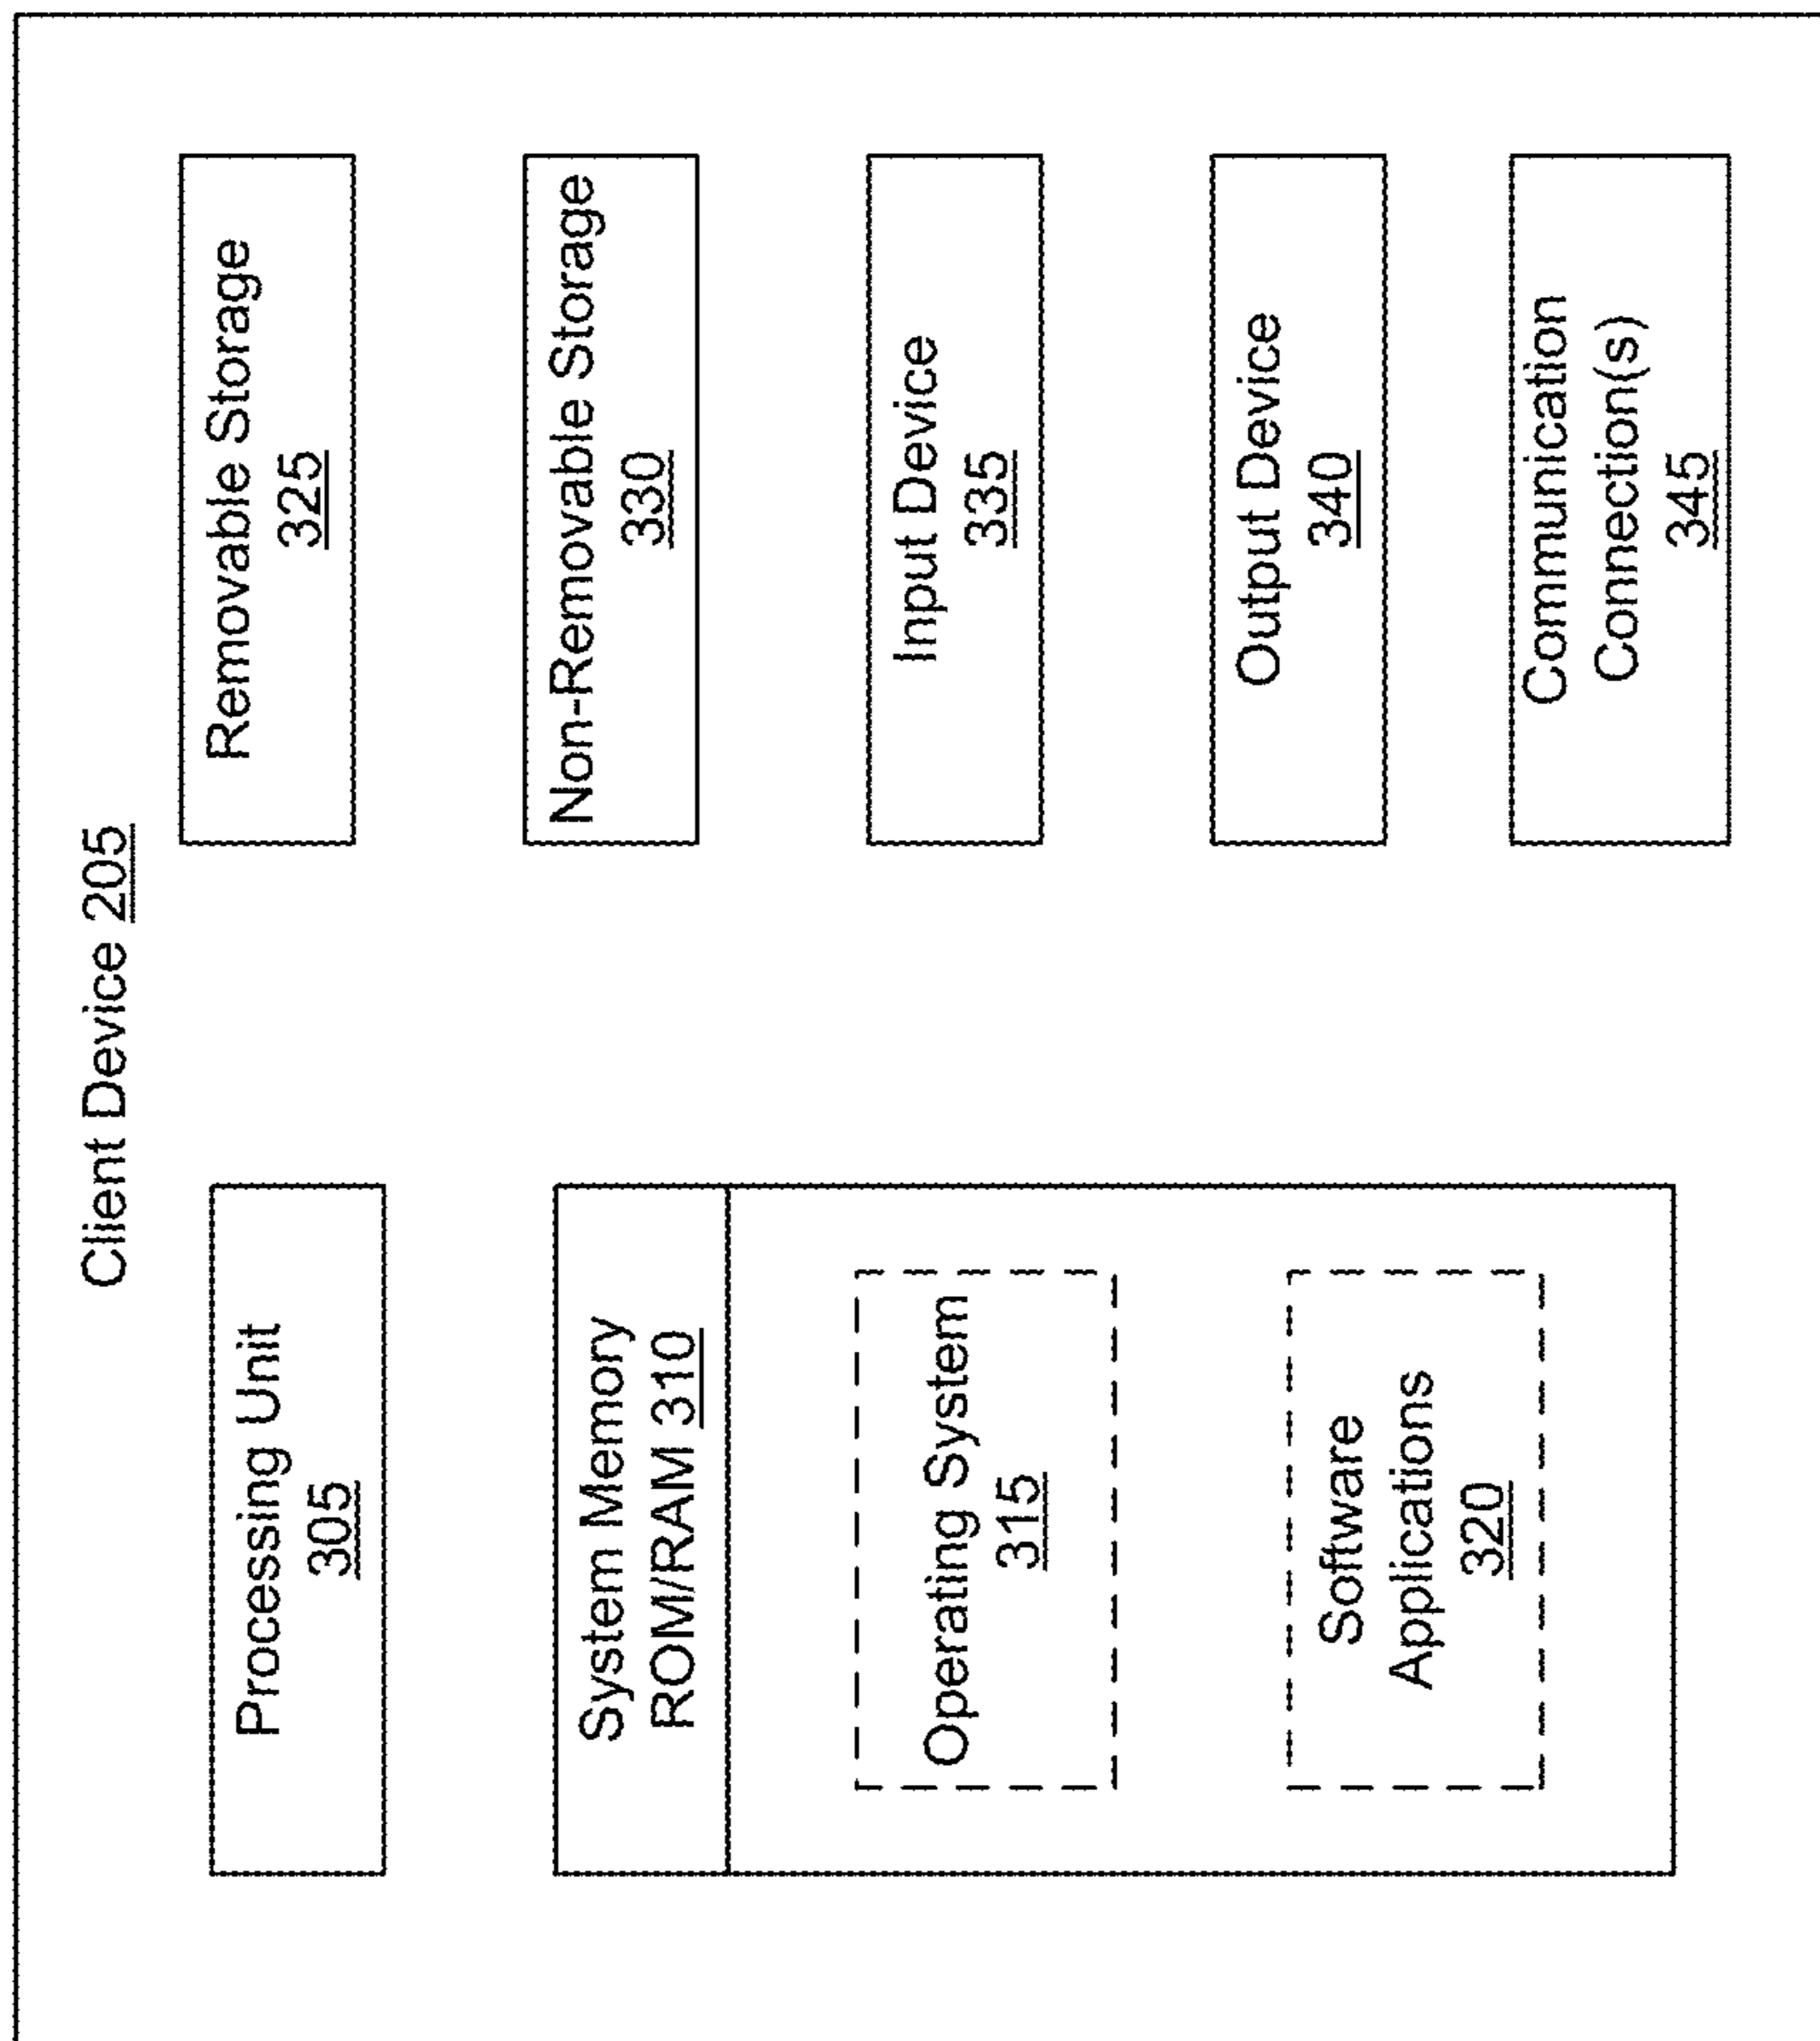 Client Device 205
Processing Unit
305
System Memory
ROM/RAM 310
Operating System
315
Software
Applications
320
Removable Storage
325
Non-Removable Storage
330
Input Device
335
Output Device
340
Communication
Connection(s)
345